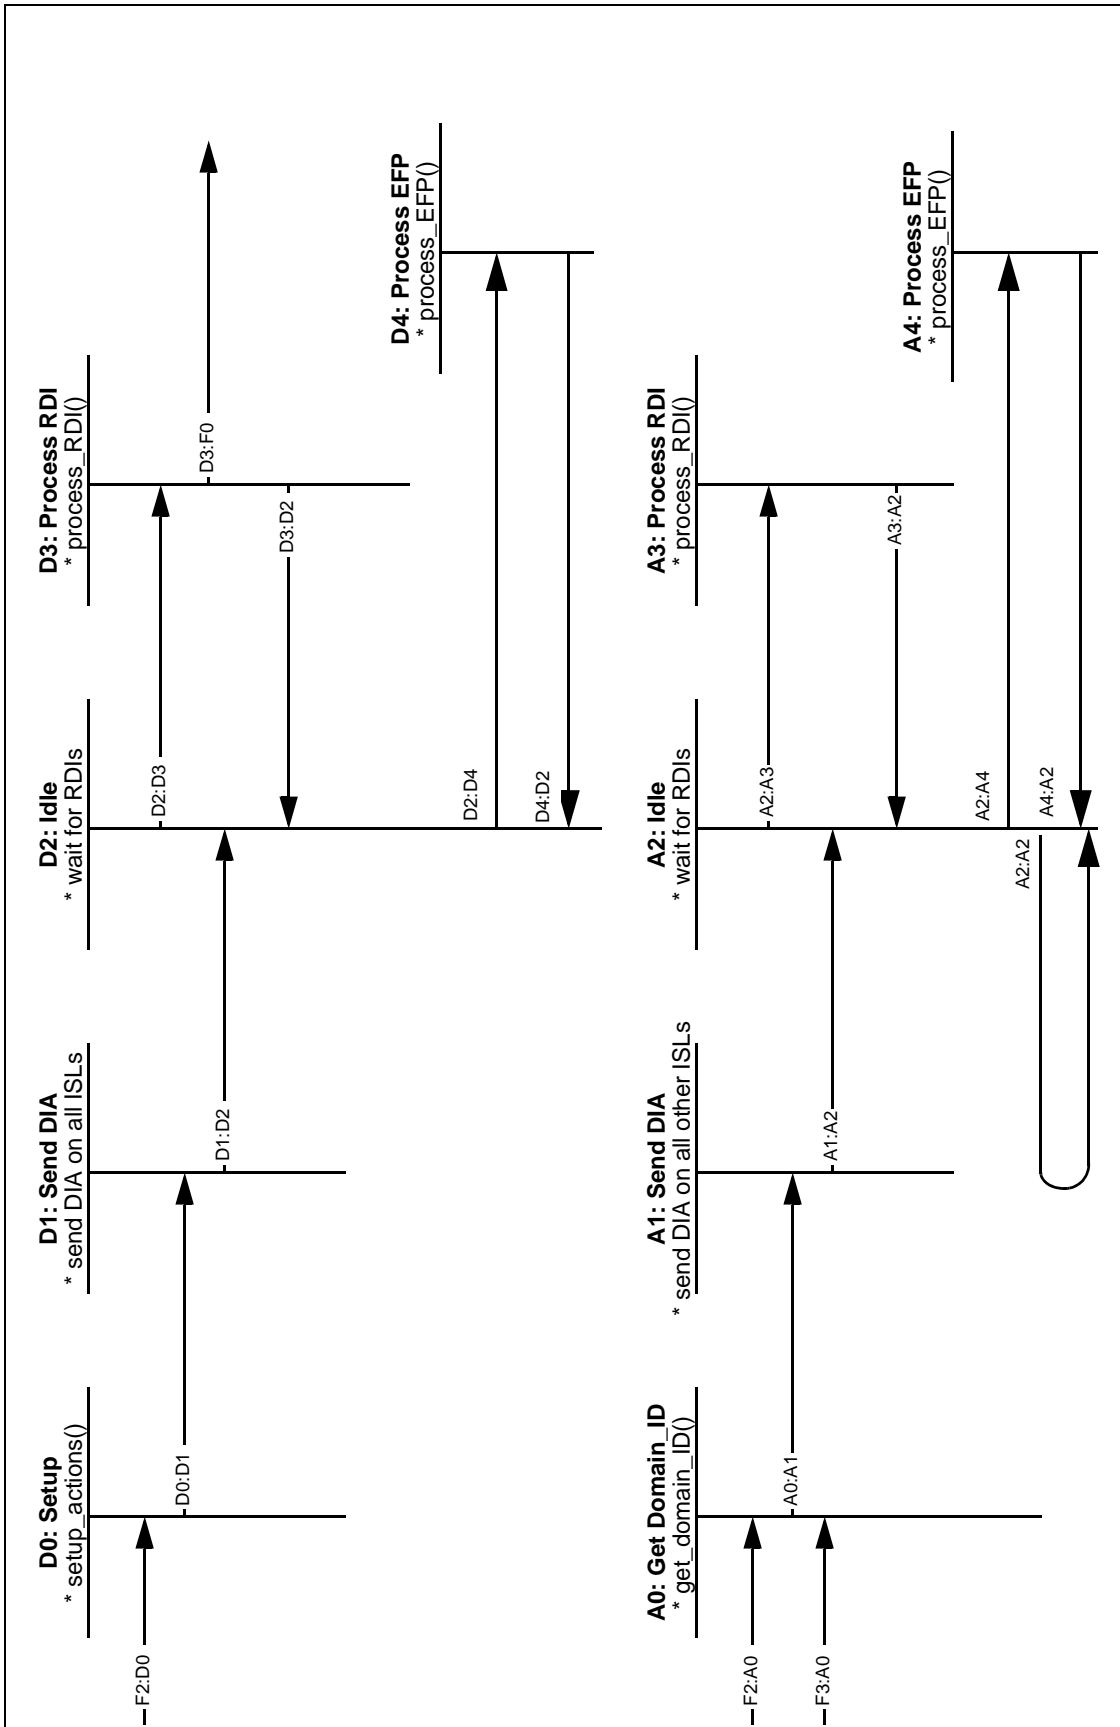 D0: Setup
* setup_actions()
F2:D0
D0:D1
D1: Send DIA
* send DIA on all ISLs
D1:D2
D2: Idle
* wait for RDIs
D2:D3
D2:D4
D4:D2
D3: Process RDI
* process_RDI()
D3:F0
D3:D2
D4: Process EFP
* process_EFP()
A0: Get Domain_ID
* get_domain_ID()
F2:A0
F3:A0
A0:A1
A1: Send DIA
* send DIA on all other ISLs
A1:A2
A2: Idle
* wait for RDIs
A2:A3
A2:A4
A2:A2
A4:A2
A3: Process RDI
* process_RDI()
A3:A2
A4: Process EFP
* process_EFP()